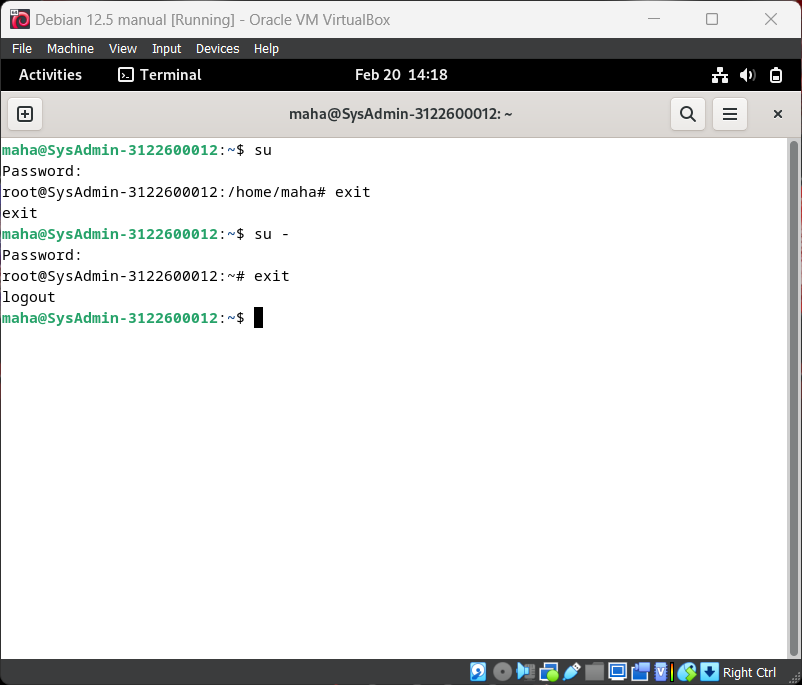 Debian 12.5 manual [Running] - Oracle VM VirtualBox
File Machine View Input Devices Help
Activities Terminal Feb 20 14:18
maha@SysAdmin-3122600012: ~
maha@SysAdmin-3122600012:~$ su
Password:
root@SysAdmin-3122600012:/home/maha# exit
exit
maha@SysAdmin-3122600012:~$ su -
Password:
root@SysAdmin-3122600012:~# exit
logout
maha@SysAdmin-3122600012:~$
Right Ctrl